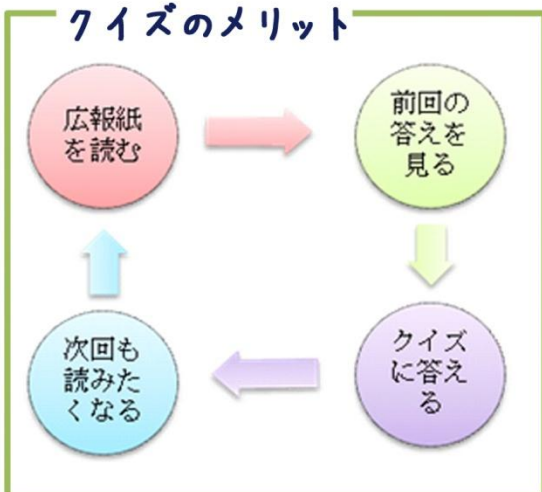 クイズのメリット
広報紙
を読む
前回の
答えを
見る
クイズ
に答え
る
次回も
読みた
くなる